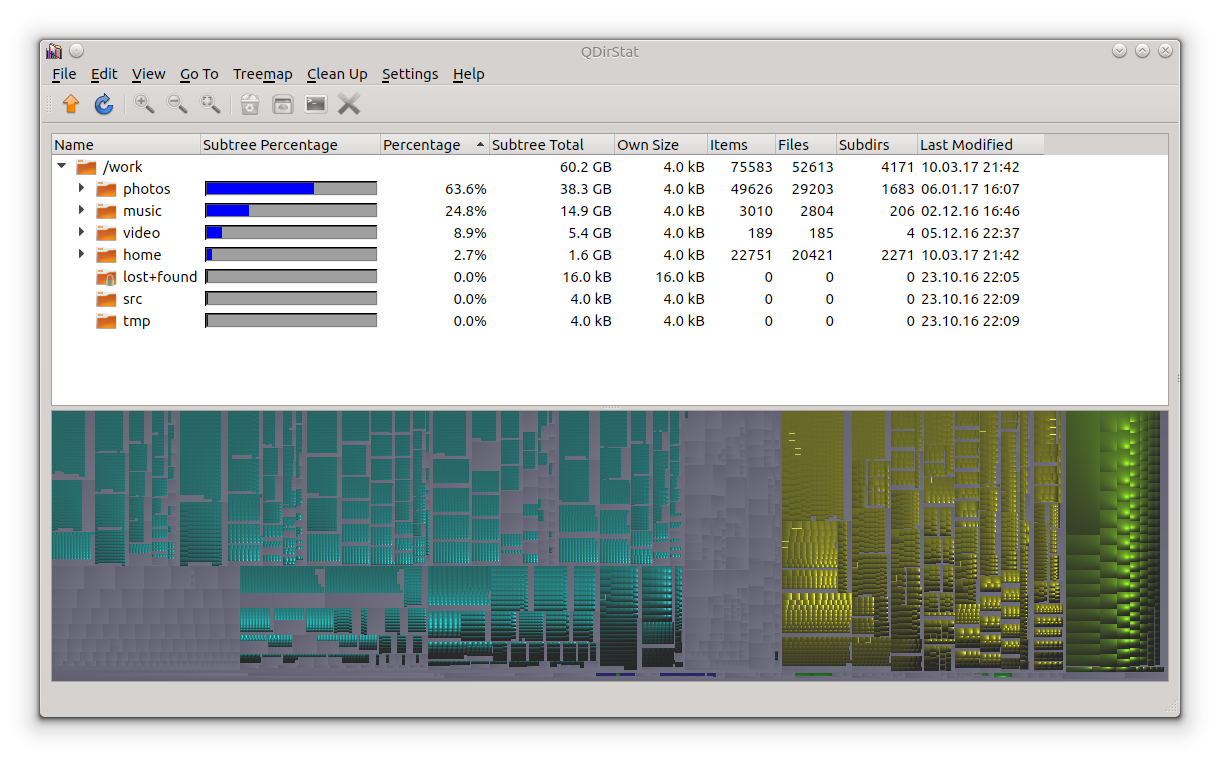 QDirStat
File Edit View Go To Treemap Clean Up Settings Help
Name Subtree Percentage Percentage Subtree Total Own Size Items Files Subdirs Last Modified
/work 60.2 GB 4.0 kB 75583 52613 4171 10.03.17 21:42
photos 63.6% 38.3 GB 4.0 kB 49626 29203 1683 06.01.17 16:07
music 24.8% 14.9 GB 4.0 kB 3010 2804 206 02.12.16 16:46
video 8.9% 5.4 GB 4.0 kB 189 185 4 05.12.16 22:37
home 2.7% 1.6 GB 4.0 kB 22751 20421 2271 10.03.17 21:42
lost+found 0.0% 16.0 kB 16.0 kB 0 0 0 23.10.16 22:05
src 0.0% 4.0 kB 4.0 kB 0 0 0 23.10.16 22:09
tmp 0.0% 4.0 kB 4.0 kB 0 0 0 23.10.16 22:09